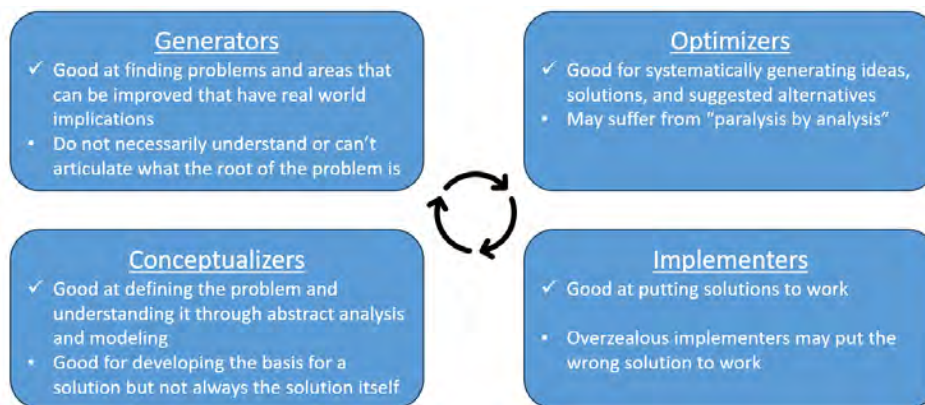 Generators
✓ Good at finding problems and areas that
can be improved that have real world
implications
• Do not necessarily understand or can't
articulate what the root of the problem is
Optimizers
✓ Good for systematically generating ideas,
solutions, and suggested alternatives
• May suffer from “paralysis by analysis”
Conceptualizers
✓ Good at defining the problem and
understanding it through abstract analysis
and modeling
• Good for developing the basis for a
solution but not always the solution itself
Implementers
✓ Good at putting solutions to work
• Overzealous implementers may put the
wrong solution to work